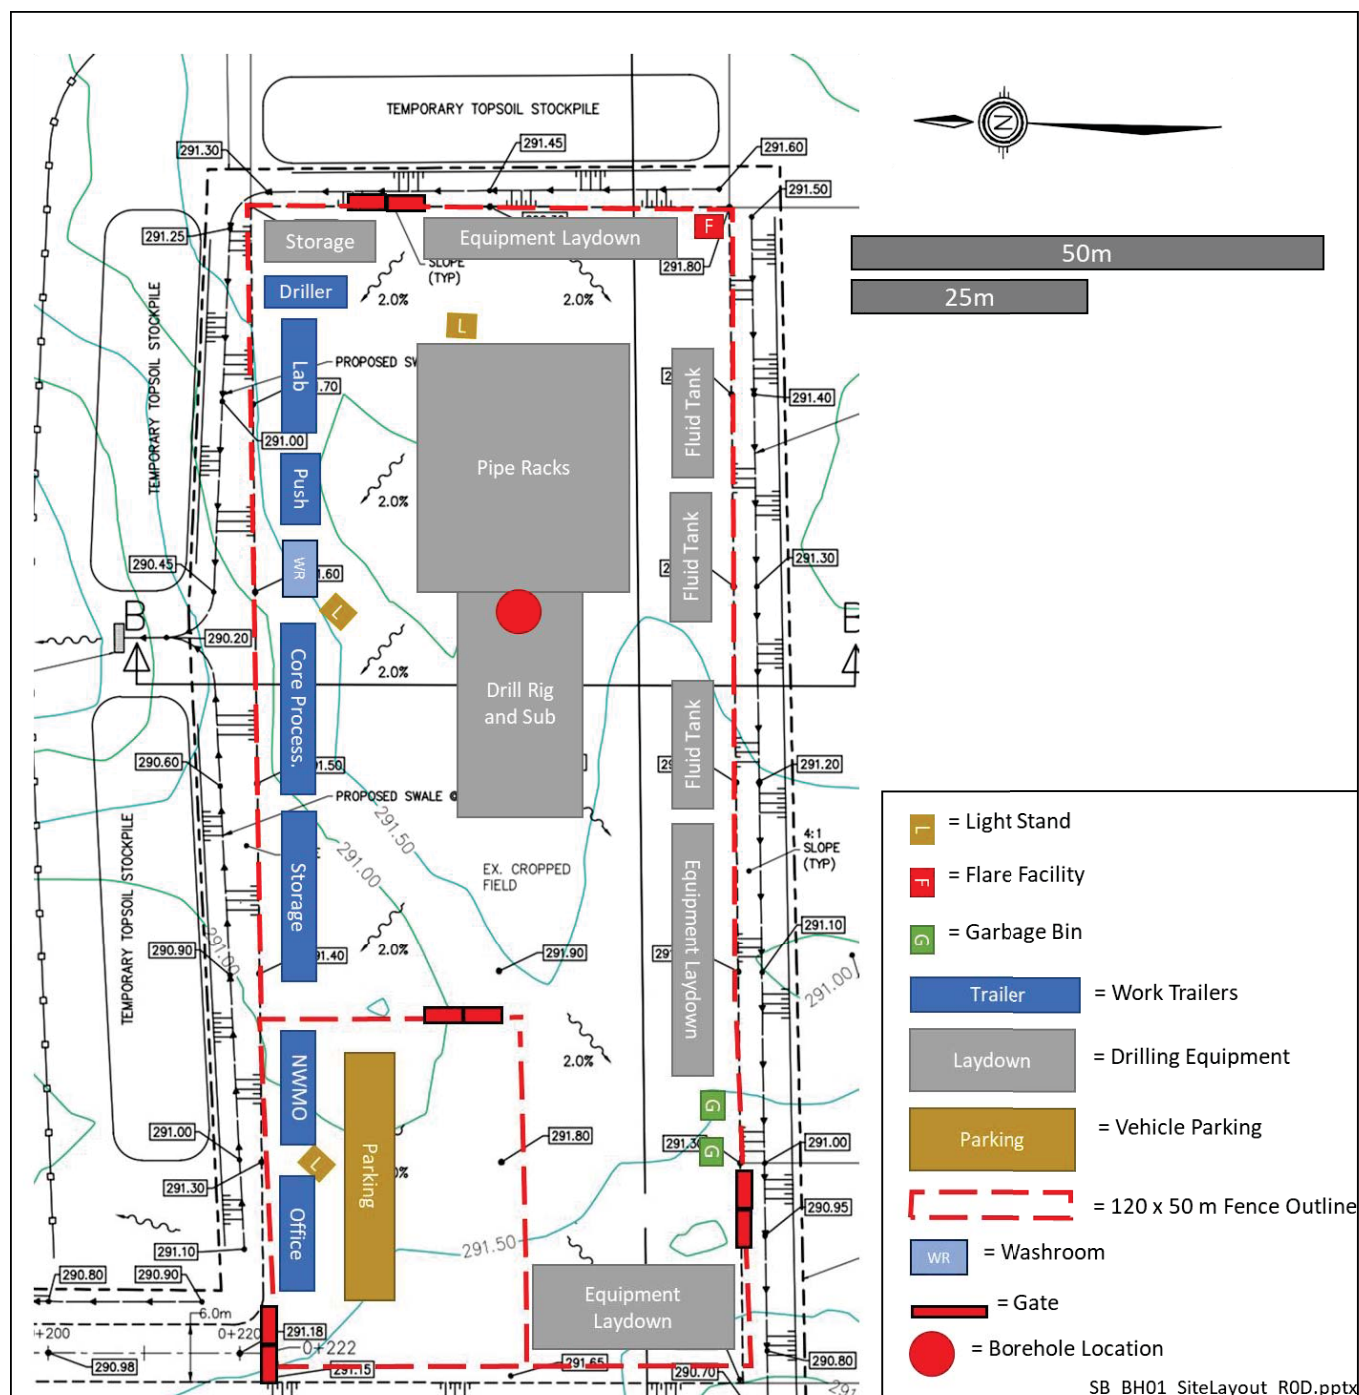 TEMPORARY TOPSOIL STOCKPILE
N
291.30
291.45
291.60
291.50
291.25
Storage
Equipment Laydown
F
291.80
SLOPE
(TYP)
50m
25m
Driller
2.0%
2.0%
L
TEMPORARY TOPSOIL STOCKPILE
Lab
PROPOSED SW
.70
291.00
291.40
Fluid Tank
Push
Pipe Racks
2.0%
Fluid Tank
290.45
WR
1.60
291.30
B
290.20
L
2.0%
Core Process.
Drill Rig
and Sub
Fluid Tank
290.60
1.50
291.20
PROPOSED SWALE @
291.50
291.00
TEMPORARY TOPSOIL STOCKPILE
Storage
EX. CROPPED
FIELD
4:1
SLOPE
(TYP)
Equipment Laydown
290.90
291.00
1.40
2.0%
291.90
291.10
291.00
NWMO
Parking
2.0%
G
291.00
291.80
G
291.00
L
291.30
290.95
Office
291.10
291.50
290.80
290.90
6.0m
Equipment
Laydown
0+200
0+220
291.18
0+222
290.98
291.15
291.65
290.70
290.80
L = Light Stand
F = Flare Facility
G = Garbage Bin
Trailer = Work Trailers
Laydown = Drilling Equipment
Parking = Vehicle Parking
= 120 x 50 m Fence Outline
WR = Washroom
= Gate
= Borehole Location
SB_BH01_SiteLayout_R0D.pptx